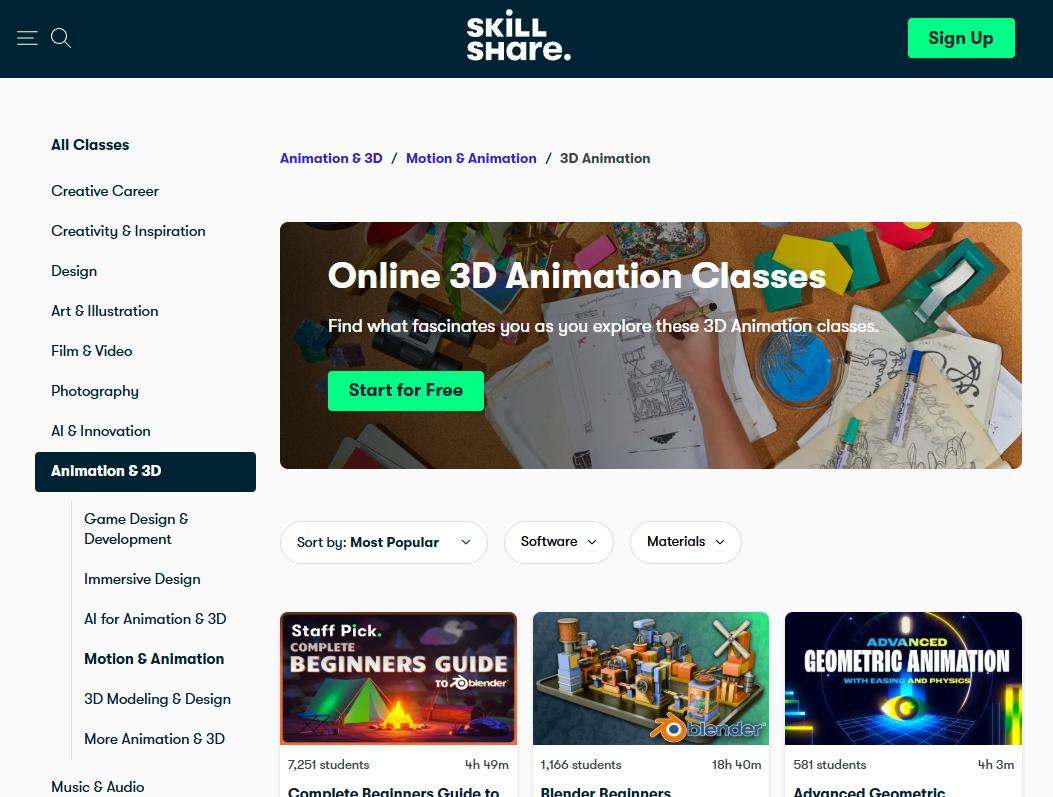 SKILL
SHare.
Sign Up
All Classes
Creative Career
Creativity & Inspiration
Design
Art & Illustration
Film & Video
Photography
AI & Innovation
Animation & 3D
Game Design &
Development
Immersive Design
AI for Animation & 3D
Motion & Animation
3D Modeling & Design
More Animation & 3D
Music & Audio
Animation & 3D / Motion & Animation / 3D Animation
Online 3D Animation Classes
Find what fascinates you as you explore these 3D Animation classes.
Start for Free
Sort by: Most Popular
Software
Materials
Staff Pick.
COMPLETE
BEGINNERS GUIDE
TO blender
7,251 students 4h 49m
Complete Beginners Guide to
blender
1,166 students 18h 40m
Blender Beginners
ADVANCED
GEOMETRIC ANIMATION
WITH EASING AND PHYSICS
581 students 4h 3m
Advanced Geometric